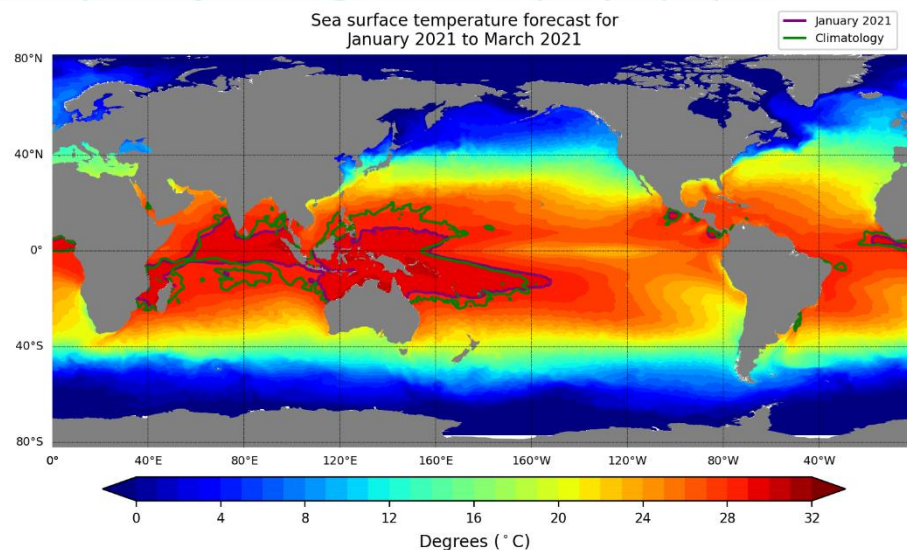 Sea surface temperature forecast for
January 2021 to March 2021
January 2021
Climatology
80°N
40°N
0°
40°S
80°S
0° 40°E 80°E 120°E 160°E 160°W 120°W 80°W 40°W
0 4 8 12 16 20 24 28 32
Degrees (°C)